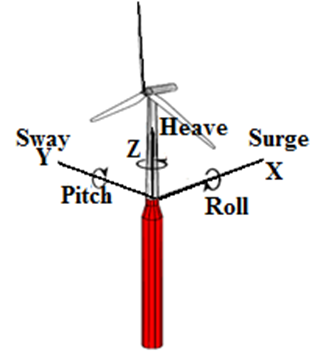 Heave
Sway
Surge
Z
Y
X
Pitch
Roll